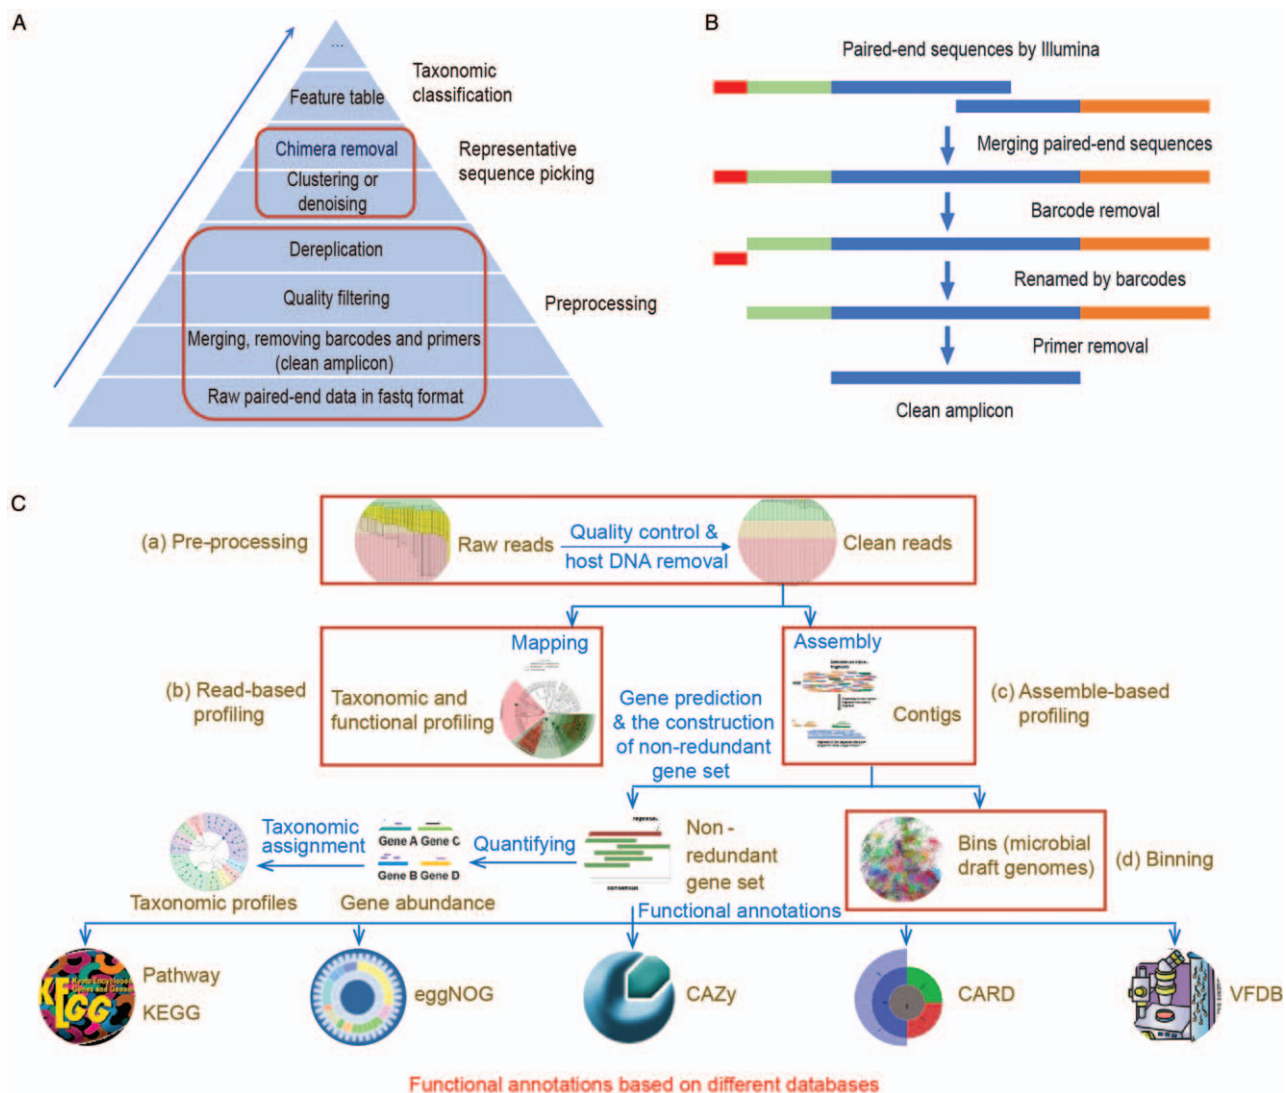 A
...
Feature table
Taxonomic
classification
Chimera removal
Clustering or
denoising
Representative
sequence picking
Dereplication
Quality filtering
Preprocessing
Merging, removing barcodes and primers
(clean amplicon)
Raw paired-end data in fastq format
B
Paired-end sequences by Illumina
Merging paired-end sequences
Barcode removal
Renamed by barcodes
Primer removal
Clean amplicon
C
(a) Pre-processing
Raw reads
Quality control &
host DNA removal
Clean reads
(b) Read-based
profiling
Mapping
Taxonomic and
functional profiling
Gene prediction
& the construction
of non-redundant
gene set
Assembly
Contigs
(c) Assemble-based
profiling
Taxonomic
assignment
Taxonomic profiles
Gene A Gene C
Gene B Gene D
Gene abundance
Quantifying
consensus
Non -
redundant
gene set
Bins (microbial
draft genomes)
(d) Binning
Functional annotations
KEGG
Pathway
KEGG
eggNOG
CAZy
CARD
VFDB
Functional annotations based on different databases